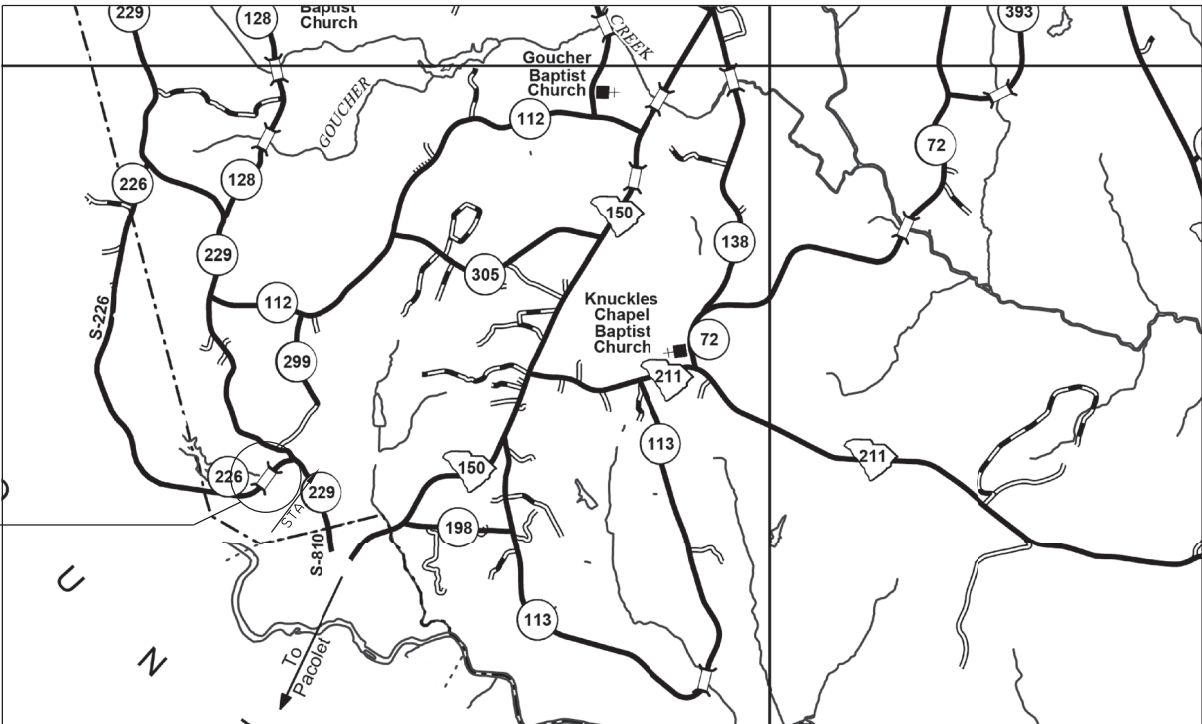 229
128
Baptist
Church
CREEK
393
Goucher
Baptist
Church
GOUCHER
112
72
226
128
150
229
138
305
112
S-226
Knuckles
Chapel
Baptist
Church
72
299
211
113
211
150
226
229
STA
198
S-810
U
113
N
To
Pacolet